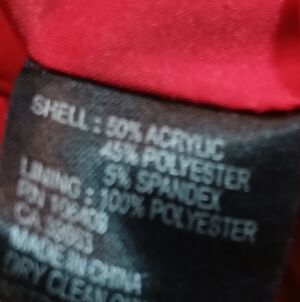 SHELL : 50% ACRYLIC
45% POLYESTER
5% SPANDEX
LINING : 100% POLYESTER
RN
CA
MADE IN CHINA
DRY CLEAN